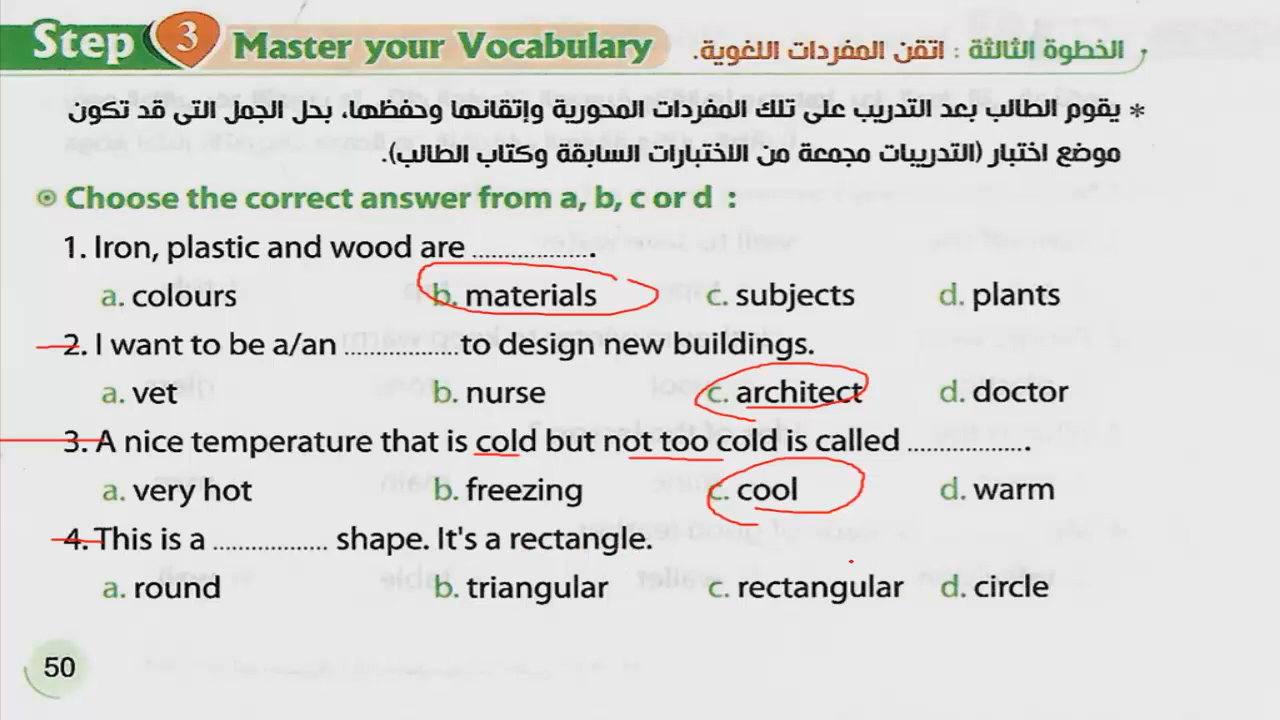 Step 3 Master your Vocabulary الخطوة الثالثة : اتقن المفردات اللغوية.
* يقوم الطالب بعد التدريب على تلك المفردات المحورية وإتقانها وحفظها، بحل الجمل التى قد تكون
موضع اختبار (التدريبات مجمعة من الاختبارات السابقة وكتاب الطالب).
Choose the correct answer from a, b, c or d :
1. Iron, plastic and wood are ................... .
a. colours b. materials c. subjects d. plants
2. I want to be a/an ................... to design new buildings.
a. vet b. nurse c. architect d. doctor
3. A nice temperature that is cold but not too cold is called ................... .
a. very hot b. freezing c. cool d. warm
4. This is a ................... shape. It's a rectangle.
a. round b. triangular c. rectangular d. circle
50